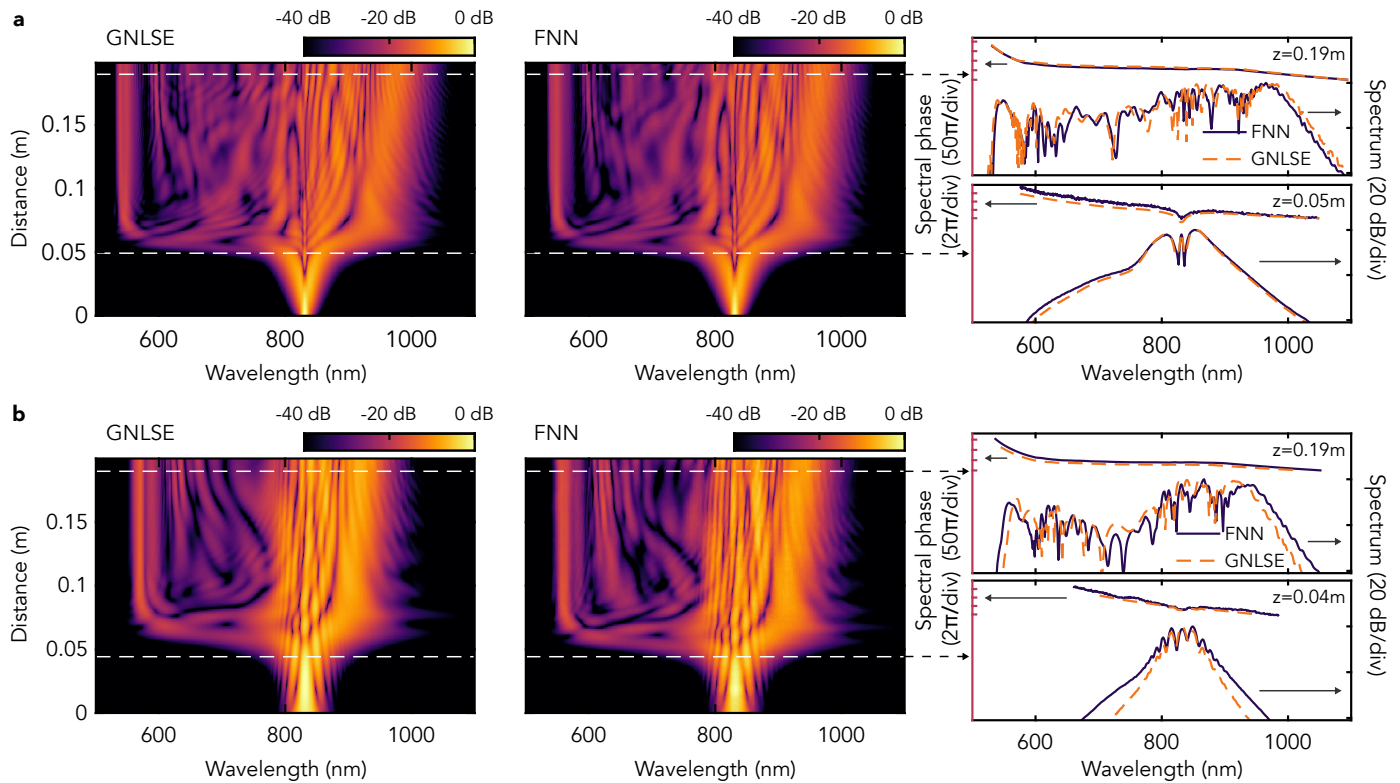 a
GNLSE
-40 dB -20 dB 0 dB
FNN
-40 dB -20 dB 0 dB
Distance (m)
0.15
0.1
0.05
0
600 800 1000
Wavelength (nm)
600 800 1000
Wavelength (nm)
Spectral phase
(2π/div) (50π/div)
z=0.19m
FNN
GNLSE
z=0.05m
Spectrum (20 dB/div)
600 800 1000
Wavelength (nm)
b
GNLSE
-40 dB -20 dB 0 dB
FNN
-40 dB -20 dB 0 dB
Distance (m)
0.15
0.1
0.05
0
600 800 1000
Wavelength (nm)
600 800 1000
Wavelength (nm)
Spectral phase
(2π/div) (50π/div)
z=0.19m
FNN
GNLSE
z=0.04m
Spectrum (20 dB/div)
600 800 1000
Wavelength (nm)